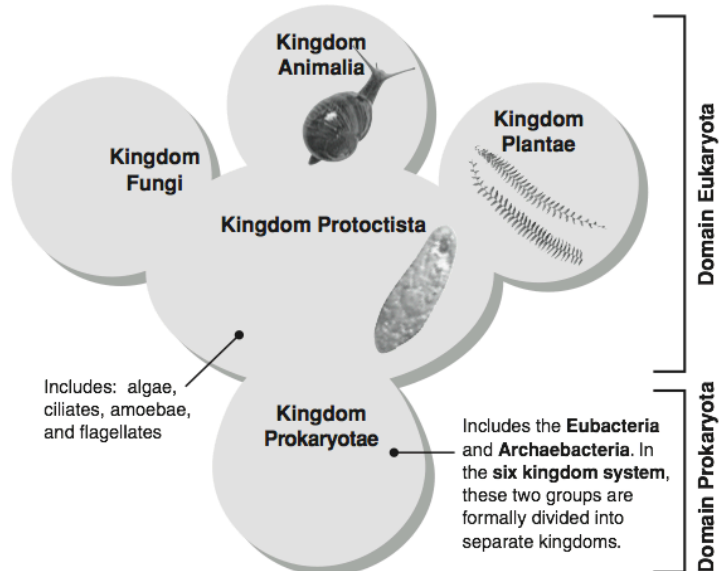 Kingdom
Animalia
Kingdom
Plantae
Kingdom
Fungi
Kingdom Protoctista
Domain Eukaryota
Includes: algae,
ciliates, amoebae,
and flagellates
Kingdom
Prokaryotae
Includes the Eubacteria
and Archaebacteria. In
the six kingdom system,
these two groups are
formally divided into
separate kingdoms.
Domain Prokaryota